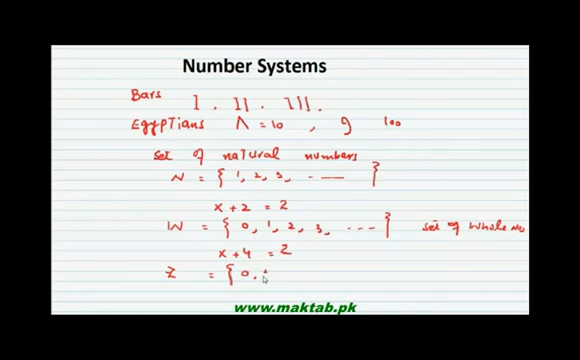 Number Systems
Bars I . II . III .
EgypTians Λ = 10 , 9 100
Set of natural numbers
N = { 1, 2, 3, ... }
x + 2 = 2
W = { 0, 1, 2, 3, ... } Set of Whole No
x + 4 = 2
Z = { 0,
www.maktab.pk